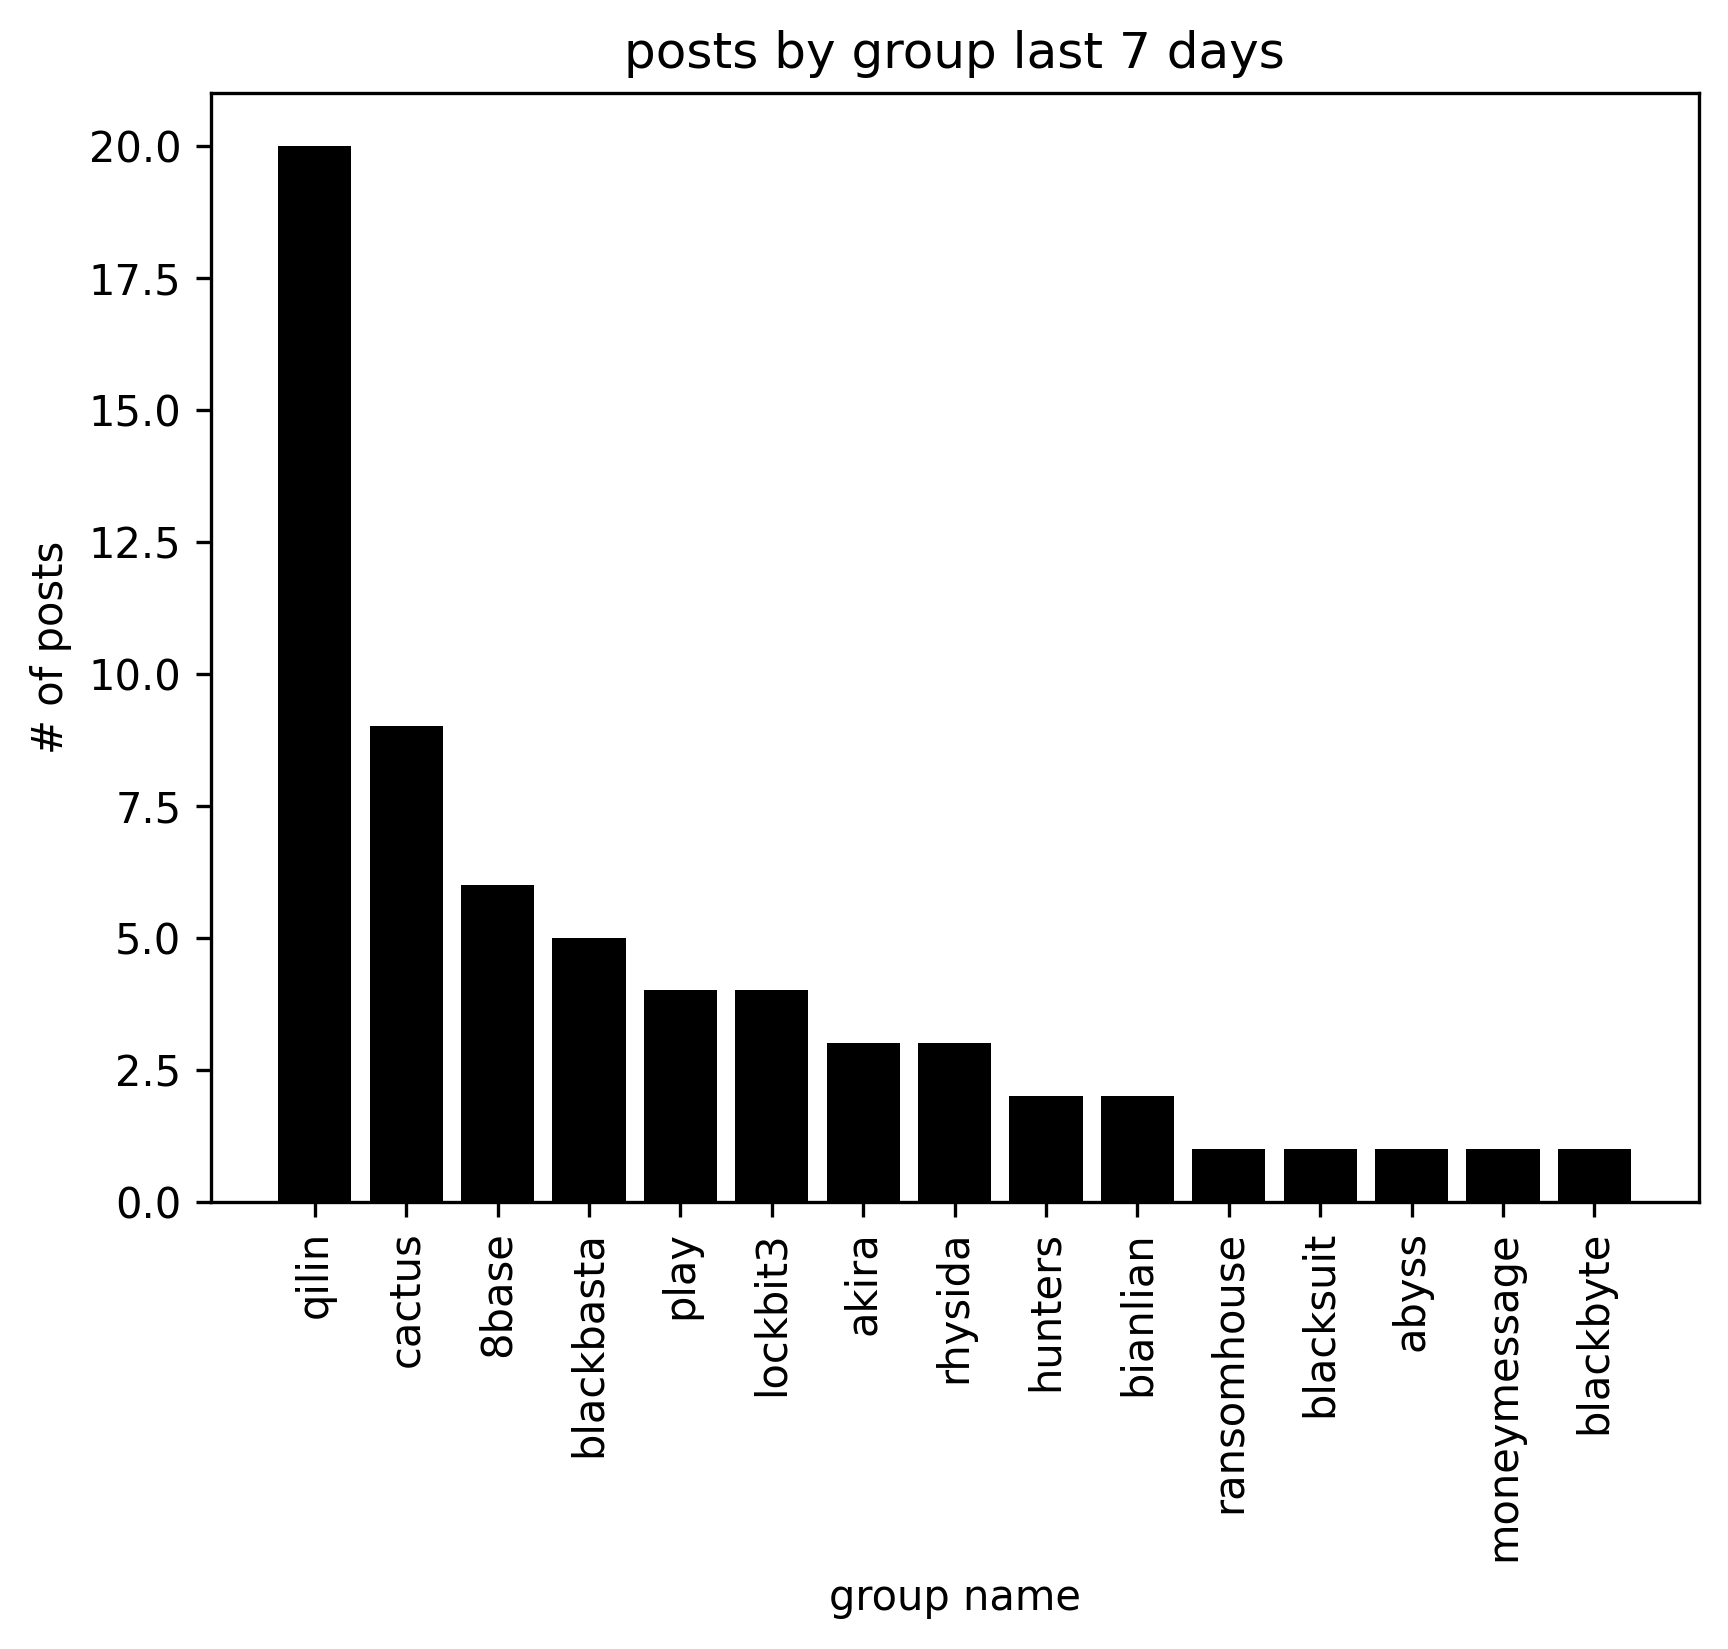 posts by group last 7 days
# of posts
20.0
17.5
15.0
12.5
10.0
7.5
5.0
2.5
0.0
qilin
cactus
8base
blackbasta
play
lockbit3
akira
rhysida
hunters
bianlian
ransomhouse
blacksuit
abyss
moneymessage
blackbyte
group name